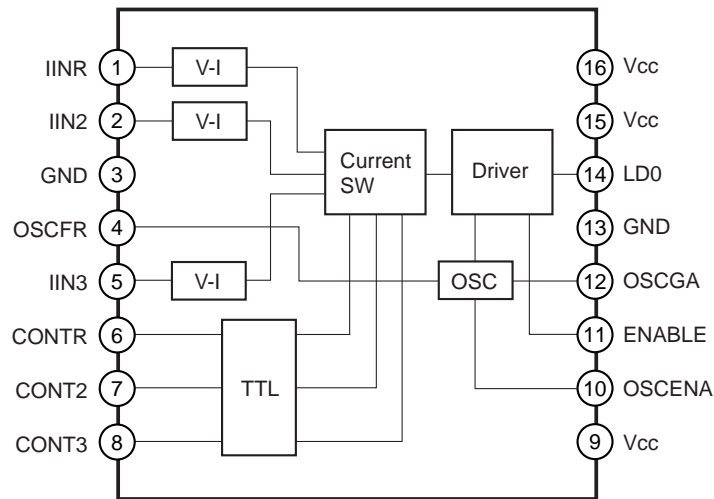 IINR 1 V-I 16 Vcc
IIN2 2 V-I 15 Vcc
GND 3 Current SW Driver 14 LD0
OSCFR 4 13 GND
IIN3 5 V-I OSC 12 OSCGA
CONTR 6 11 ENABLE
CONT2 7 TTL 10 OSCENA
CONT3 8 9 Vcc